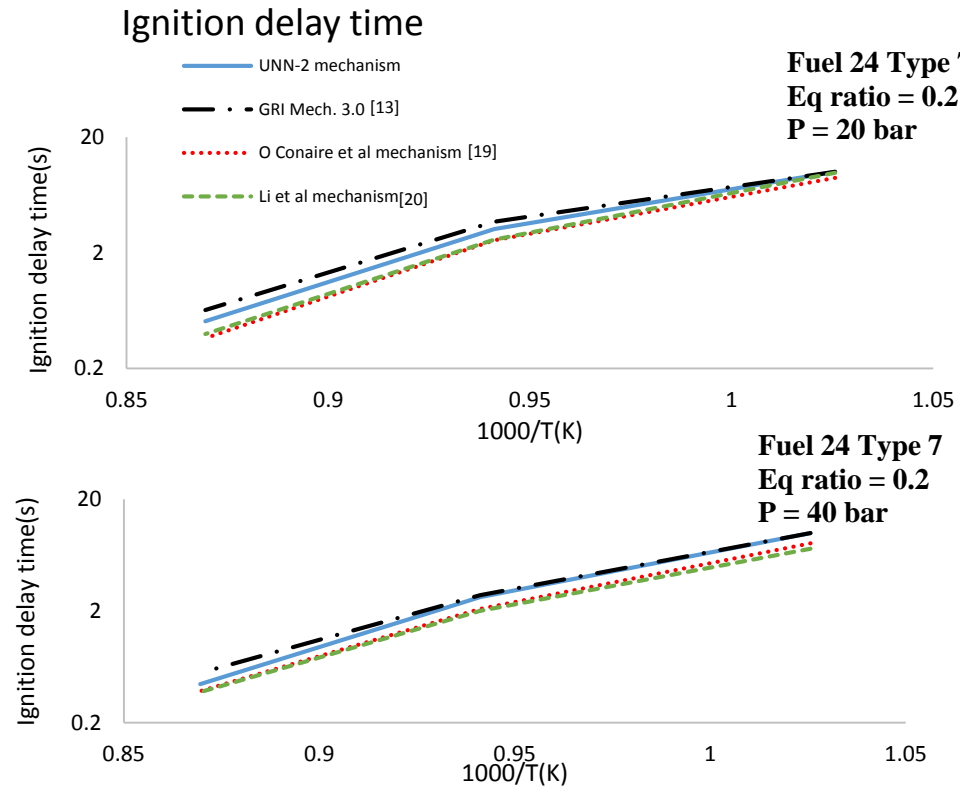 Ignition delay time
UNN-2 mechanism
GRI Mech. 3.0 [13]
O Conaire et al mechanism [19]
Li et al mechanism[20]
Fuel 24 Type
Eq ratio = 0.2
P = 20 bar
Ignition delay time(s)
20
2
0.2
0.85
0.9
0.95
1
1.05
1000/T(K)
Fuel 24 Type 7
Eq ratio = 0.2
P = 40 bar
Ignition delay time(s)
20
2
0.2
0.85
0.9
0.95
1
1.05
1000/T(K)